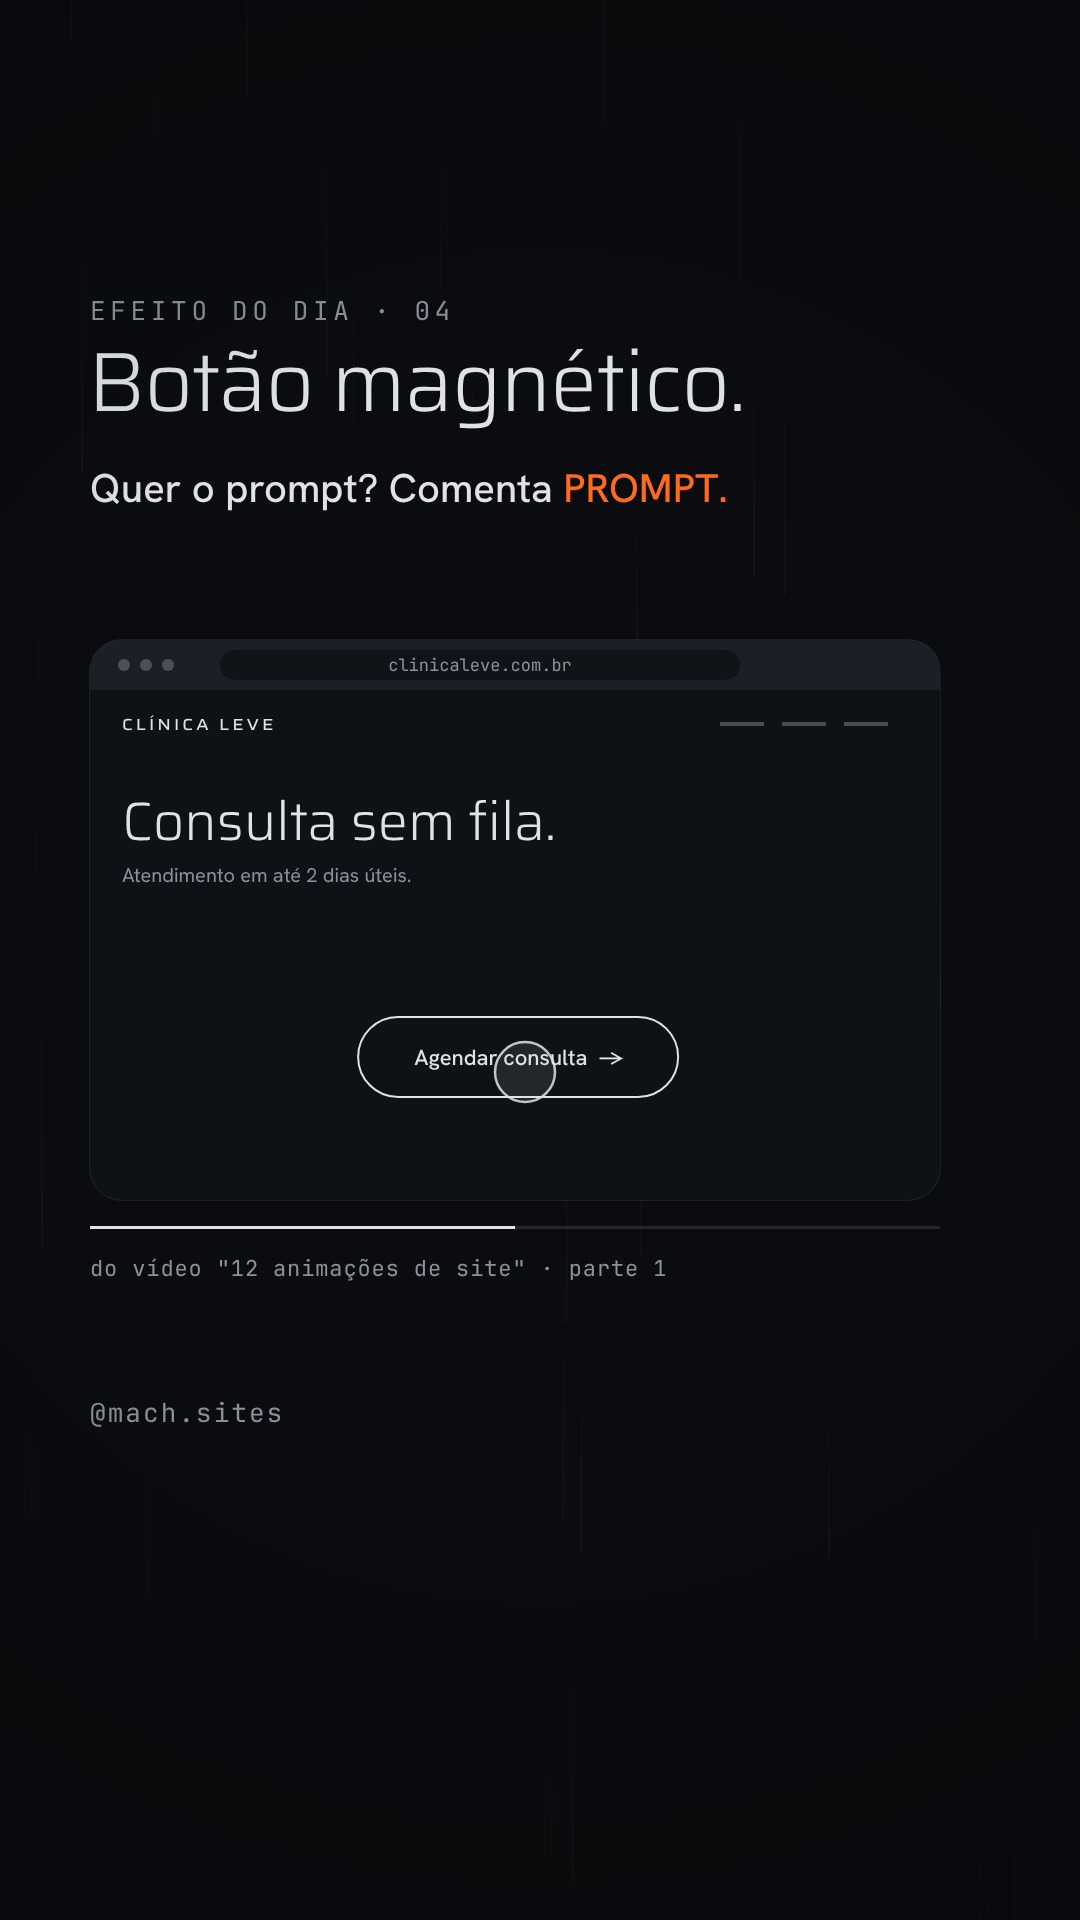 EFEITO DO DIA · 04
Botão magnético.
Quer o prompt? Comenta PROMPT.
clinicaleve.com.br
CLÍNICA LEVE
Consulta sem fila.
Atendimento em até 2 dias úteis.
Agendar consulta →
do vídeo "12 animações de site" · parte 1
@mach.sites